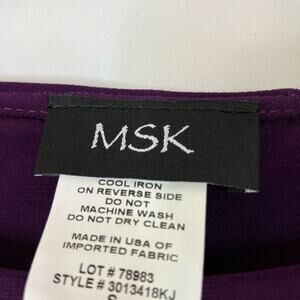 MSK
COOL IRON
ON REVERSE SIDE
DO NOT
MACHINE WASH
DO NOT DRY CLEAN
MADE IN USA OF
IMPORTED FABRIC
LOT # 78983
STYLE # 3013418KJ
S